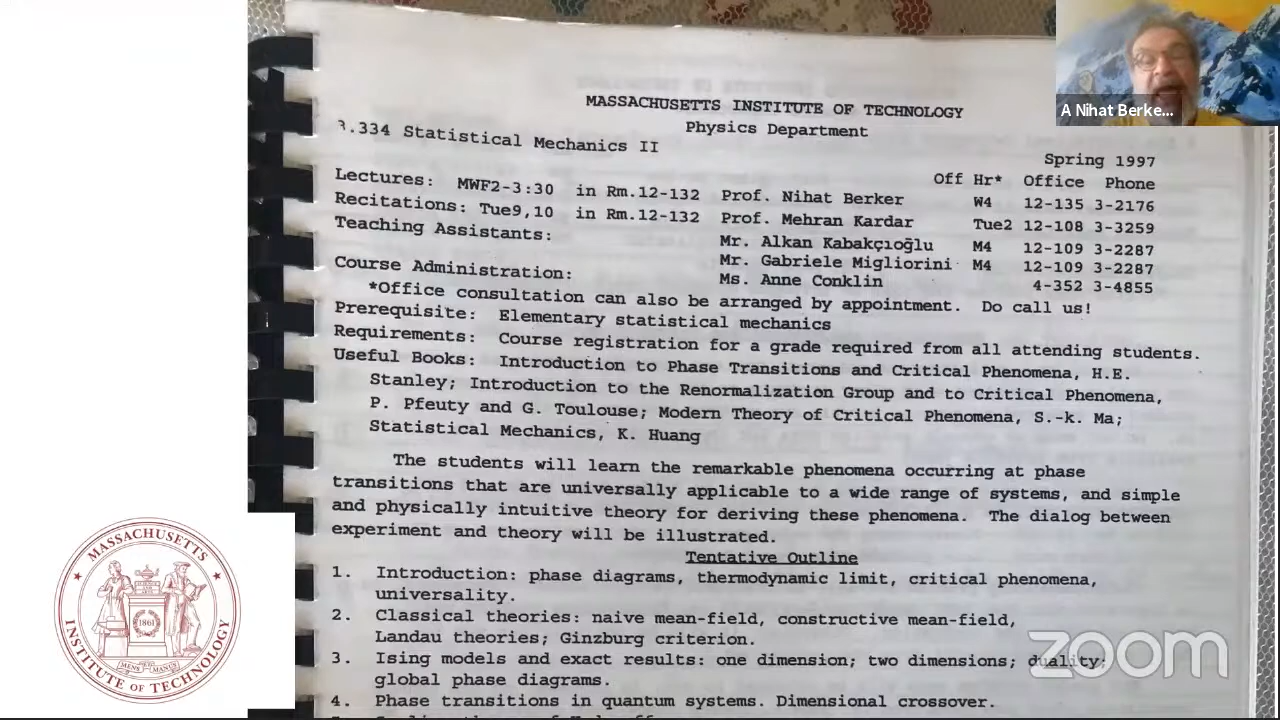 A Nihat Berke...
MASSACHUSETTS INSTITUTE OF TECHNOLOGY
Physics Department
.334 Statistical Mechanics II
Spring 1997
Off Hr* Office Phone
Lectures: MWF2-3:30 in Rm.12-132 Prof. Nihat Berker W4 12-135 3-2176
Recitations: Tue9,10 in Rm.12-132 Prof. Mehran Kardar Tue2 12-108 3-3259
Teaching Assistants: Mr. Alkan Kabakçıoğlu M4 12-109 3-2287
Mr. Gabriele Migliorini M4 12-109 3-2287
Course Administration: Ms. Anne Conklin 4-352 3-4855
*Office consultation can also be arranged by appointment. Do call us!
Prerequisite: Elementary statistical mechanics
Requirements: Course registration for a grade required from all attending students.
Useful Books: Introduction to Phase Transitions and Critical Phenomena, H.E.
Stanley; Introduction to the Renormalization Group and to Critical Phenomena,
P. Pfeuty and G. Toulouse; Modern Theory of Critical Phenomena, S.-k. Ma;
Statistical Mechanics, K. Huang
The students will learn the remarkable phenomena occurring at phase
transitions that are universally applicable to a wide range of systems, and simple
and physically intuitive theory for deriving these phenomena. The dialog between
experiment and theory will be illustrated.
Tentative Outline
1. Introduction: phase diagrams, thermodynamic limit, critical phenomena,
universality.
2. Classical theories: naive mean-field, constructive mean-field,
Landau theories; Ginzburg criterion.
3. Ising models and exact results: one dimension; two dimensions; duality;
global phase diagrams.
4. Phase transitions in quantum systems. Dimensional crossover.
zoom
MASSACHUSETTS
INSTITUTE OF TECHNOLOGY
1861
MENS ET MANUS